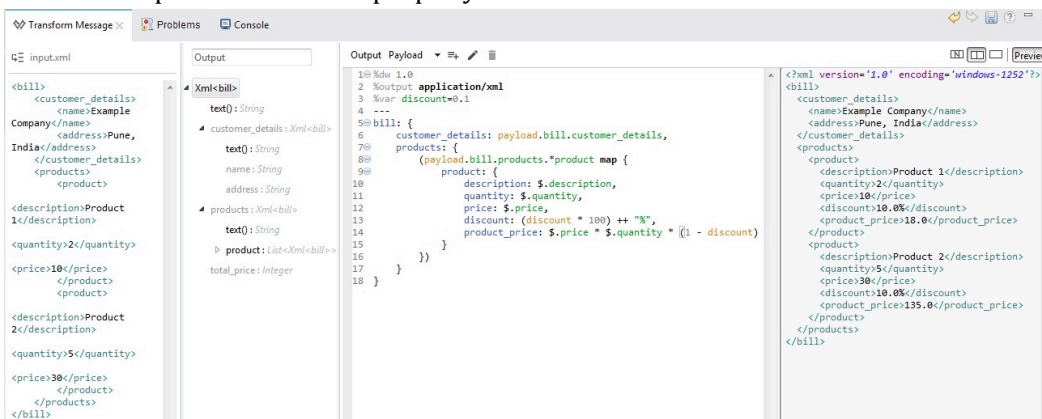 Transform Message Problems Console
input.xml
<bill>
<customer_details>
<name>Example
Company</name>
<address>Pune,
India</address>
</customer_details>
<products>
<product>
<description>Product
1</description>
<quantity>2</quantity>
<price>10</price>
</product>
<product>
<description>Product
2</description>
<quantity>5</quantity>
<price>30</price>
</product>
</products>
</bill>
Output
Xml<bill>
text() : String
customer_details : Xml<bill>
text() : String
name : String
address : String
products : Xml<bill>
text() : String
product : List<Xml<bill>>
total_price : Integer
Output Payload
1 %dw 1.0
2 %output application/xml
3 %var discount=0.1
4 ---
5 bill: {
6 customer_details: payload.bill.customer_details,
7 products: {
8 (payload.bill.products.*product map {
9 product: {
10 description: $.description,
11 quantity: $.quantity,
12 price: $.price,
13 discount: (discount * 100) ++ "%",
14 product_price: $.price * $.quantity * (1 - discount)
15 }
16 })
17 }
18 }
Preview
<?xml version='1.0' encoding='windows-1252'?>
<bill>
<customer_details>
<name>Example Company</name>
<address>Pune, India</address>
</customer_details>
<products>
<product>
<description>Product 1</description>
<quantity>2</quantity>
<price>10</price>
<discount>10.0%</discount>
<product_price>18.0</product_price>
</product>
<product>
<description>Product 2</description>
<quantity>5</quantity>
<price>30</price>
<discount>10.0%</discount>
<product_price>135.0</product_price>
</product>
</products>
</bill>